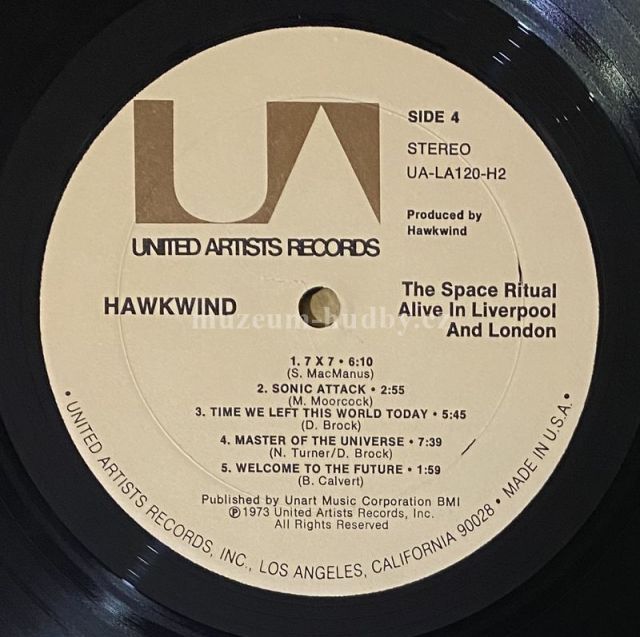 SIDE 4
STEREO
UA-LA120-H2
Produced by
Hawkwind
UA
UNITED ARTISTS RECORDS
HAWKWIND
The Space Ritual
Alive In Liverpool
And London
muzeum-hudby.cz
1. 7 X 7 • 6:10
(S. MacManus)
2. SONIC ATTACK • 2:55
(M. Moorcock)
3. TIME WE LEFT THIS WORLD TODAY • 5:45
(D. Brock)
4. MASTER OF THE UNIVERSE • 7:39
(N. Turner/D. Brock)
5. WELCOME TO THE FUTURE • 1:59
(B. Calvert)
Published by Unart Music Corporation BMI
℗ 1973 United Artists Records, Inc.
All Rights Reserved
• UNITED ARTISTS RECORDS, INC., LOS ANGELES, CALIFORNIA 90028 • MADE IN U.S.A. •